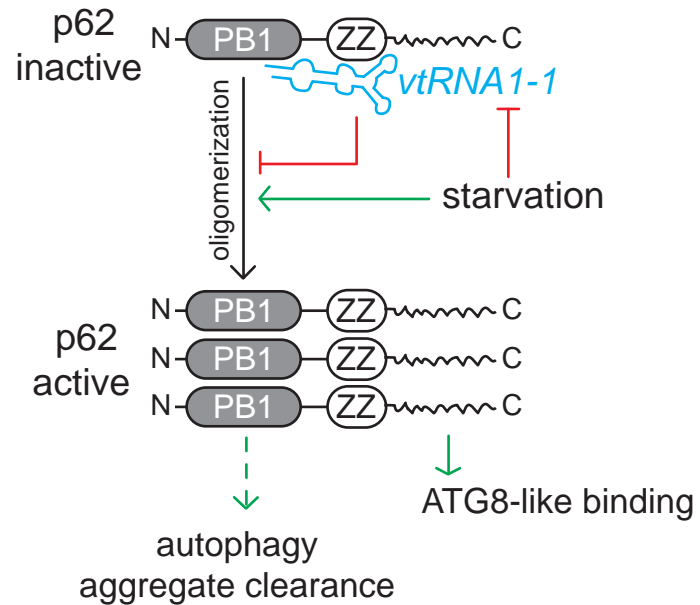 p62
inactive
N PB1 ZZ C
vtRNA1-1
oligomerization
starvation
p62
active
N PB1 ZZ C
N PB1 ZZ C
N PB1 ZZ C
ATG8-like binding
autophagy
aggregate clearance